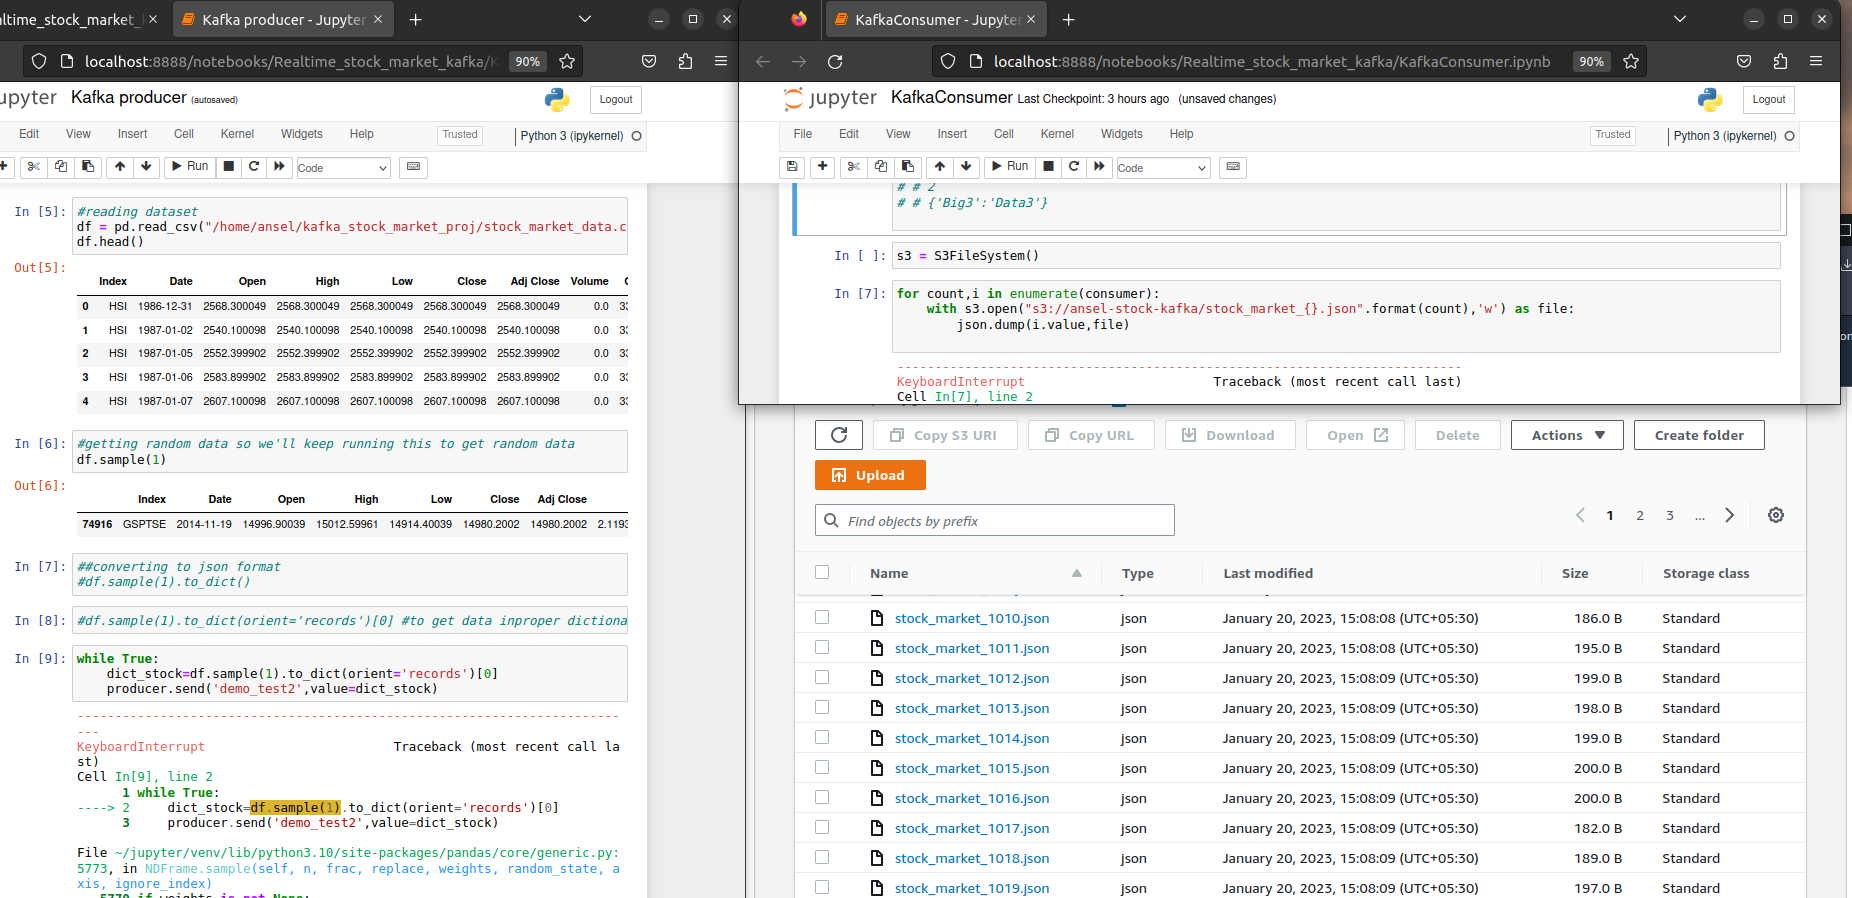 ltime_stock_market_
Kafka producer - Jupyter
localhost:8888/notebooks/Realtime_stock_market_kafka/K
90%
Kafka producer (autosaved)
Logout
Edit View Insert Cell Kernel Widgets Help
Trusted
Python 3 (ipykernel)
Run
Code
In [5]:
#reading dataset
df = pd.read_csv("/home/ansel/kafka_stock_market_proj/stock_market_data.c
df.head()
Out[5]:
Index Date Open High Low Close Adj Close Volume
0 HSI 1986-12-31 2568.300049 2568.300049 2568.300049 2568.300049 2568.300049 0.0
1 HSI 1987-01-02 2540.100098 2540.100098 2540.100098 2540.100098 2540.100098 0.0
2 HSI 1987-01-05 2552.399902 2552.399902 2552.399902 2552.399902 2552.399902 0.0
3 HSI 1987-01-06 2583.899902 2583.899902 2583.899902 2583.899902 2583.899902 0.0
4 HSI 1987-01-07 2607.100098 2607.100098 2607.100098 2607.100098 2607.100098 0.0
In [6]:
#getting random data so we'll keep running this to get random data
df.sample(1)
Out[6]:
Index Date Open High Low Close Adj Close
74916 GSPTSE 2014-11-19 14996.90039 15012.59961 14914.40039 14980.2002 14980.2002 2.1193
In [7]:
##converting to json format
#df.sample(1).to_dict()
In [8]:
#df.sample(1).to_dict(orient='records')[0] #to get data inproper dictiona
In [9]:
while True:
dict_stock=df.sample(1).to_dict(orient='records')[0]
producer.send('demo_test2',value=dict_stock)
------------------------------------------------------------------------
---
KeyboardInterrupt Traceback (most recent call la
st)
Cell In[9], line 2
1 while True:
----> 2 dict_stock=df.sample(1).to_dict(orient='records')[0]
3 producer.send('demo_test2',value=dict_stock)
File ~/jupyter/venv/lib/python3.10/site-packages/pandas/core/generic.py:
5773, in NDFrame.sample(self, n, frac, replace, weights, random_state, a
xis, ignore_index)
5770 if weights is not None:
KafkaConsumer - Jupyter
localhost:8888/notebooks/Realtime_stock_market_kafka/KafkaConsumer.ipynb
90%
jupyter KafkaConsumer Last Checkpoint: 3 hours ago (unsaved changes)
Logout
File Edit View Insert Cell Kernel Widgets Help
Trusted
Python 3 (ipykernel)
Run
Code
# # 2
# # {'Big3':'Data3'}
In [ ]:
s3 = S3FileSystem()
In [7]:
for count,i in enumerate(consumer):
with s3.open("s3://ansel-stock-kafka/stock_market_{}.json".format(count),'w') as file:
json.dump(i.value,file)
---------------------------------------------------------------------------
KeyboardInterrupt Traceback (most recent call last)
Cell In[7], line 2
Copy S3 URI
Copy URL
Download
Open
Delete
Actions
Create folder
Upload
Find objects by prefix
1 2 3 ...
Name Type Last modified Size Storage class
stock_market_1010.json json January 20, 2023, 15:08:08 (UTC+05:30) 186.0 B Standard
stock_market_1011.json json January 20, 2023, 15:08:08 (UTC+05:30) 195.0 B Standard
stock_market_1012.json json January 20, 2023, 15:08:09 (UTC+05:30) 199.0 B Standard
stock_market_1013.json json January 20, 2023, 15:08:09 (UTC+05:30) 198.0 B Standard
stock_market_1014.json json January 20, 2023, 15:08:09 (UTC+05:30) 199.0 B Standard
stock_market_1015.json json January 20, 2023, 15:08:09 (UTC+05:30) 200.0 B Standard
stock_market_1016.json json January 20, 2023, 15:08:09 (UTC+05:30) 200.0 B Standard
stock_market_1017.json json January 20, 2023, 15:08:09 (UTC+05:30) 182.0 B Standard
stock_market_1018.json json January 20, 2023, 15:08:09 (UTC+05:30) 189.0 B Standard
stock_market_1019.json json January 20, 2023, 15:08:09 (UTC+05:30) 197.0 B Standard